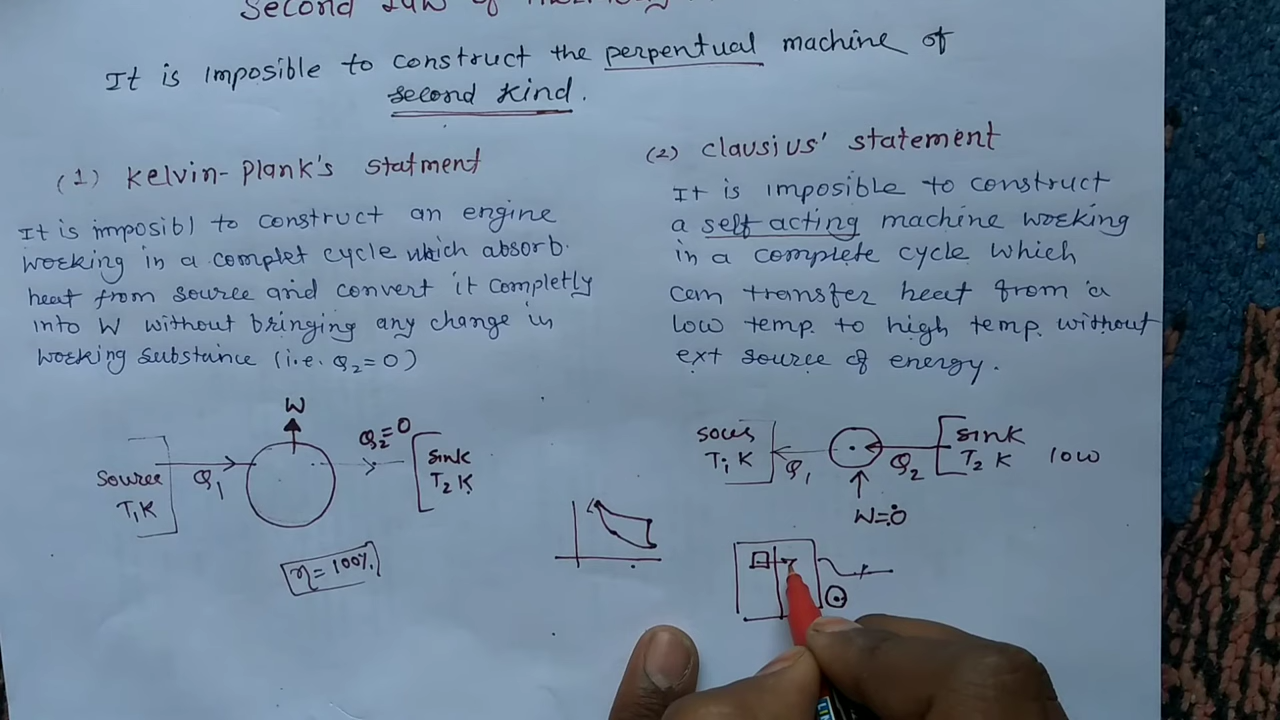 Second Law of
It is imposible to construct the perpentual machine of
second kind.
(1) Kelvin-Plank's statment
It is imposibl to construct an engine
working in a complet cycle which absorb.
heat from source and convert it completly
into W without bringing any change in
working substance (i.e. Q₂=0)
W
Source
T₁K
Q₁
Q₂=0
sink
T₂K
η=100%
(2) Clausius' statement
It is imposible to construct
a self acting machine working
in a complete cycle which
can transfer heat from a
low temp. to high temp. without
ext source of energy.
T₁K
Q₁
Q₂
sink
T₂K
low
W=0